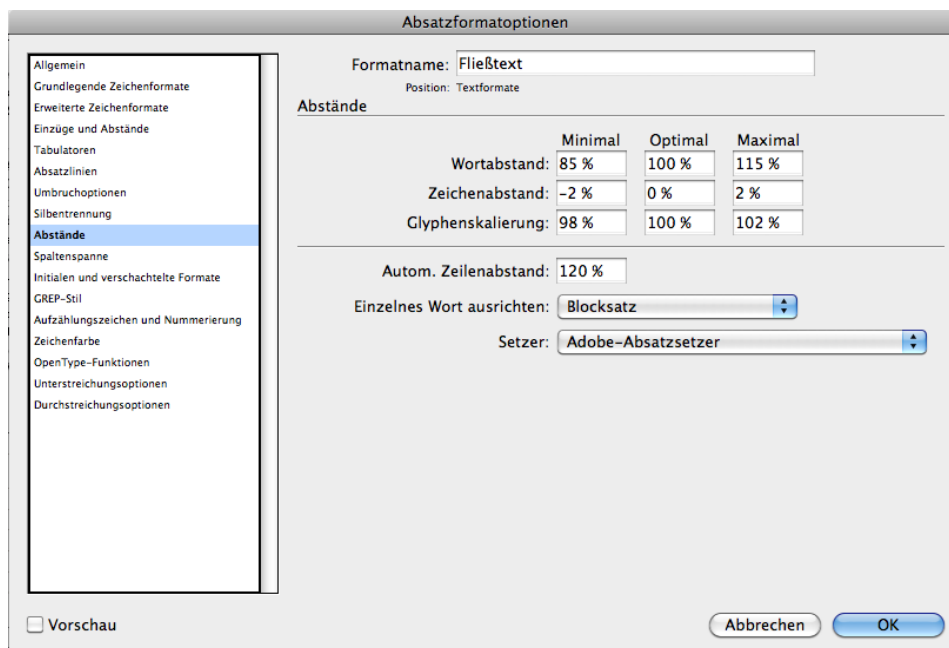 Absatzformatoptionen
Allgemein
Grundlegende Zeichenformate
Erweiterte Zeichenformate
Einzüge und Abstände
Tabulatoren
Absatzlinien
Umbruchoptionen
Silbentrennung
Abstände
Spaltenspanne
Initialen und verschachtelte Formate
GREP-Stil
Aufzählungszeichen und Nummerierung
Zeichenfarbe
OpenType-Funktionen
Unterstreichungsoptionen
Durchstreichungsoptionen
Formatname: Fließtext
Position: Textformate
Abstände
Minimal Optimal Maximal
Wortabstand: 85 % 100 % 115 %
Zeichenabstand: -2 % 0 % 2 %
Glyphenskalierung: 98 % 100 % 102 %
Autom. Zeilenabstand: 120 %
Einzelnes Wort ausrichten: Blocksatz
Setzer: Adobe-Absatzsetzer
Vorschau
Abbrechen OK